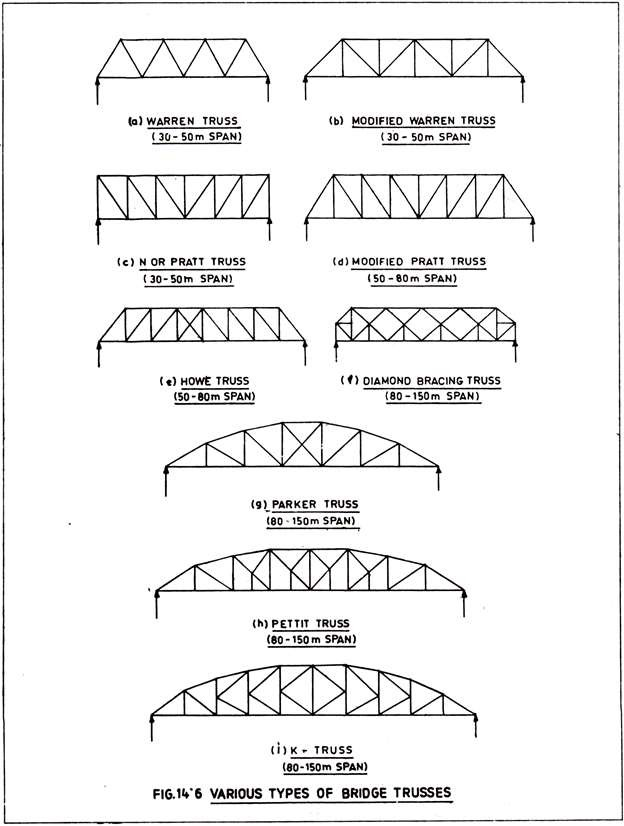 (a) WARREN TRUSS
(30-50m SPAN)
(b) MODIFIED WARREN TRUSS
(30-50m SPAN)
(c) N OR PRATT TRUSS
(30-50m SPAN)
(d) MODIFIED PRATT TRUSS
(50-80m SPAN)
(e) HOWE TRUSS
(50-80m SPAN)
(f) DIAMOND BRACING TRUSS
(80-150m SPAN)
(g) PARKER TRUSS
(80-150m SPAN)
(h) PETTIT TRUSS
(80-150m SPAN)
(i) K - TRUSS
(80-150m SPAN)
FIG.14·6 VARIOUS TYPES OF BRIDGE TRUSSES